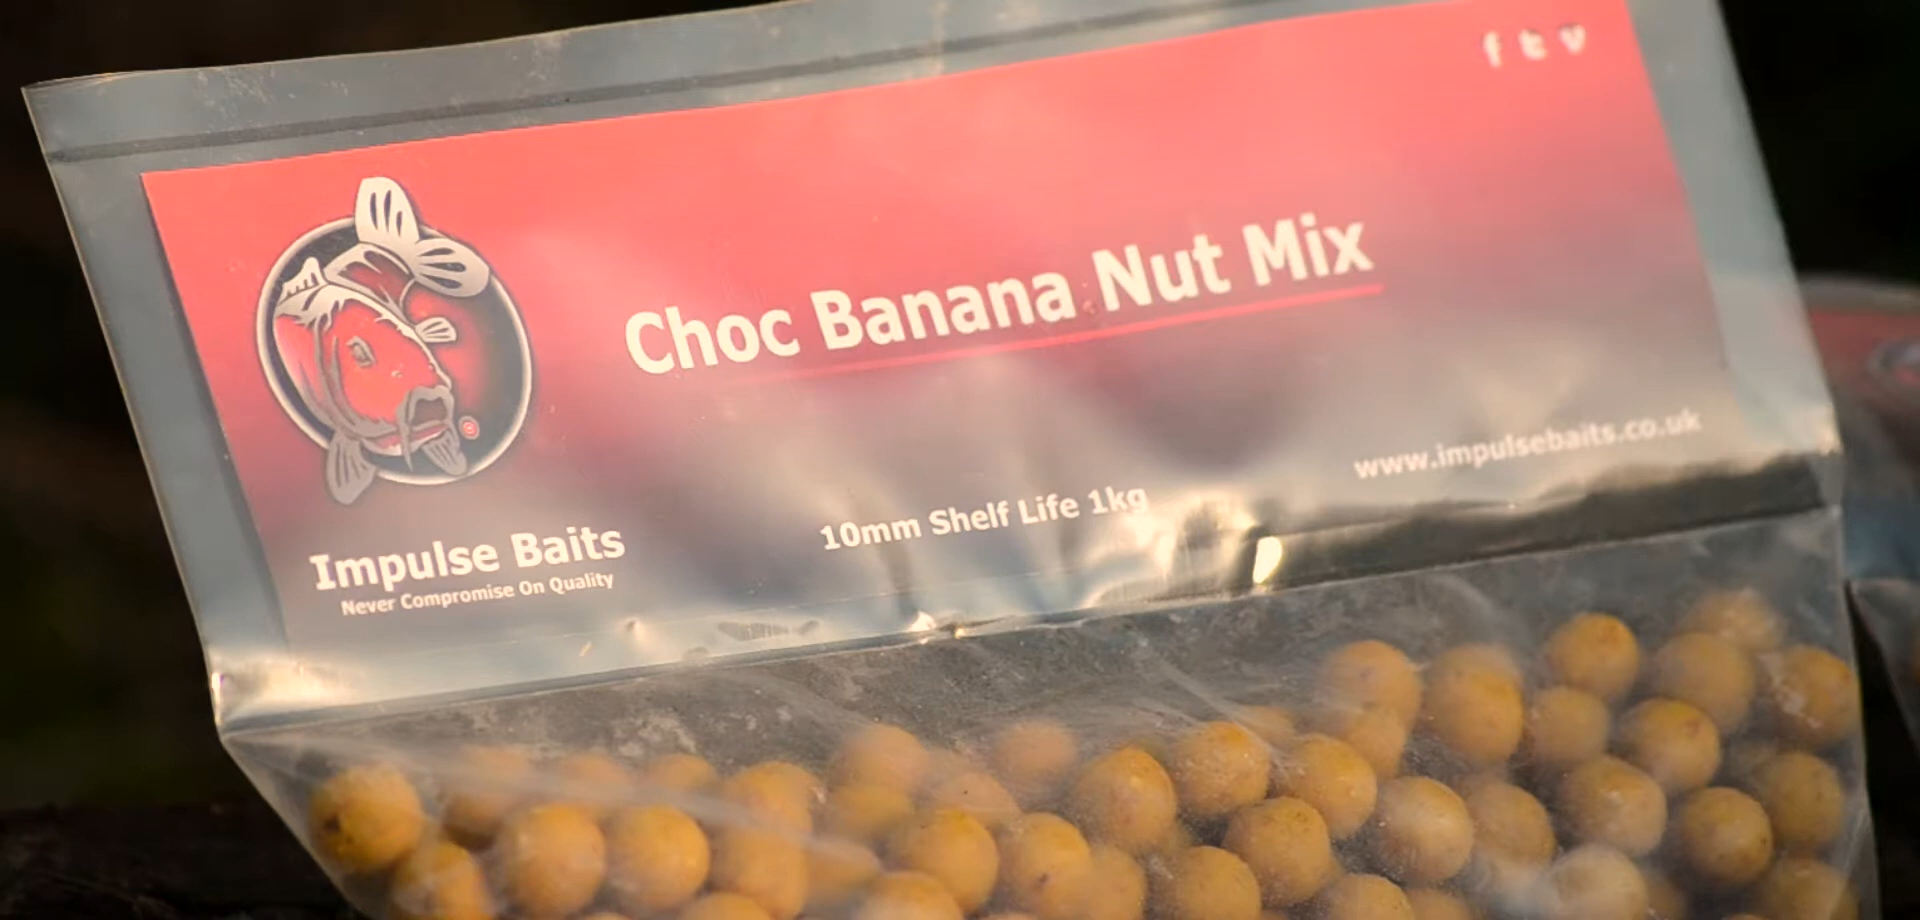 f t v
Choc Banana Nut Mix
www.impulsebaits.co.uk
10mm Shelf Life 1kg
Impulse Baits
Never Compromise On Quality